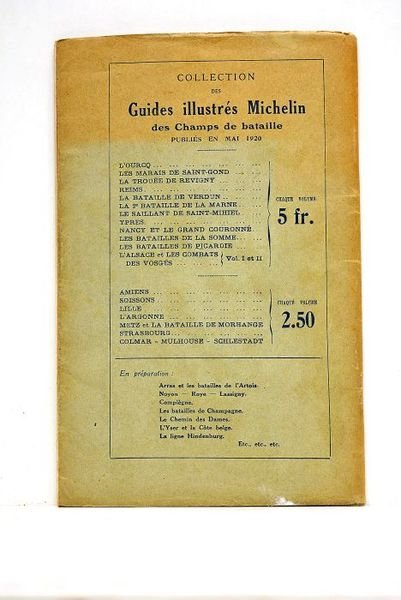 COLLECTION
DES
Guides illustrés Michelin
des Champs de bataille
PUBLIÉS EN MAI 1920
L'OURCQ
LES MARAIS DE SAINT-GOND
LA TROUÉE DE REVIGNY
REIMS
LA BATAILLE DE VERDUN
LA 2e BATAILLE DE LA MARNE
LE SAILLANT DE SAINT-MIHIEL
YPRES
NANCY ET LE GRAND COURONNÉ
LES BATAILLES DE LA SOMME
LES BATAILLES DE PICARDIE
L'ALSACE et LES COMBATS
DES VOSGES
Vol. I et II
CHAQUE VOLUME
5 fr.
AMIENS
SOISSONS
LILLE
L'ARGONNE
METZ et LA BATAILLE DE MORHANGE
STRASBOURG
COLMAR - MULHOUSE - SCHLESTADT
CHAQUE VOLUME
2.50
En préparation :
Arras et les batailles de l'Artois.
Noyon — Roye — Lassigny.
Compiègne.
Les batailles de Champagne.
Le Chemin des Dames.
L'Yser et la Côte belge.
La ligne Hindenburg.
Etc., etc., etc.